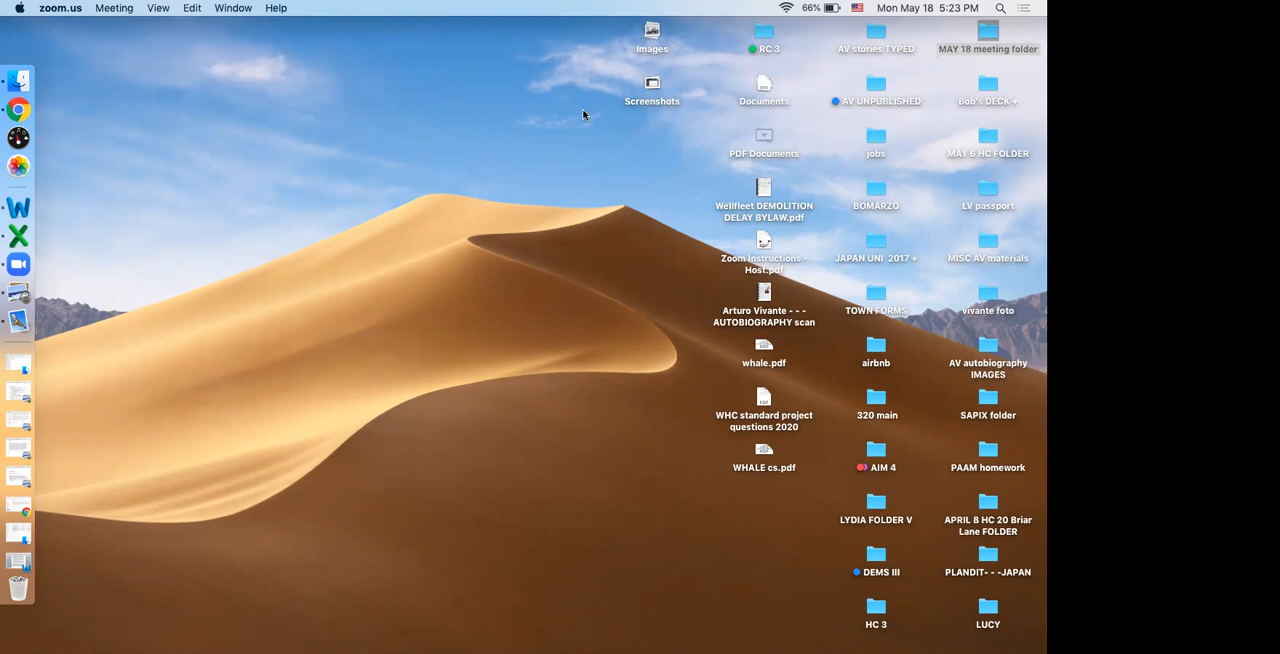 zoom.us Meeting View Edit Window Help 66% Mon May 18 5:23 PM
Images
RC 3
AV stories TYPED
MAY 18 meeting folder
Screenshots
Documents
AV UNPUBLISHED
Bob's DECK +
PDF Documents
jobs
MAY 6 HC FOLDER
Wellfleet DEMOLITION
DELAY BYLAW.pdf
BOMARZO
LV passport
Zoom Instructions -
Host.pdf
JAPAN UNI 2017 +
MISC AV materials
Arturo Vivante - - -
AUTOBIOGRAPHY scan
TOWN FORMS
vivante foto
whale.pdf
airbnb
AV autobiography
IMAGES
WHC standard project
questions 2020
320 main
SAPIX folder
WHALE cs.pdf
AIM 4
PAAM homework
LYDIA FOLDER V
APRIL 8 HC 20 Briar
Lane FOLDER
DEMS III
PLANDIT- - -JAPAN
HC 3
LUCY